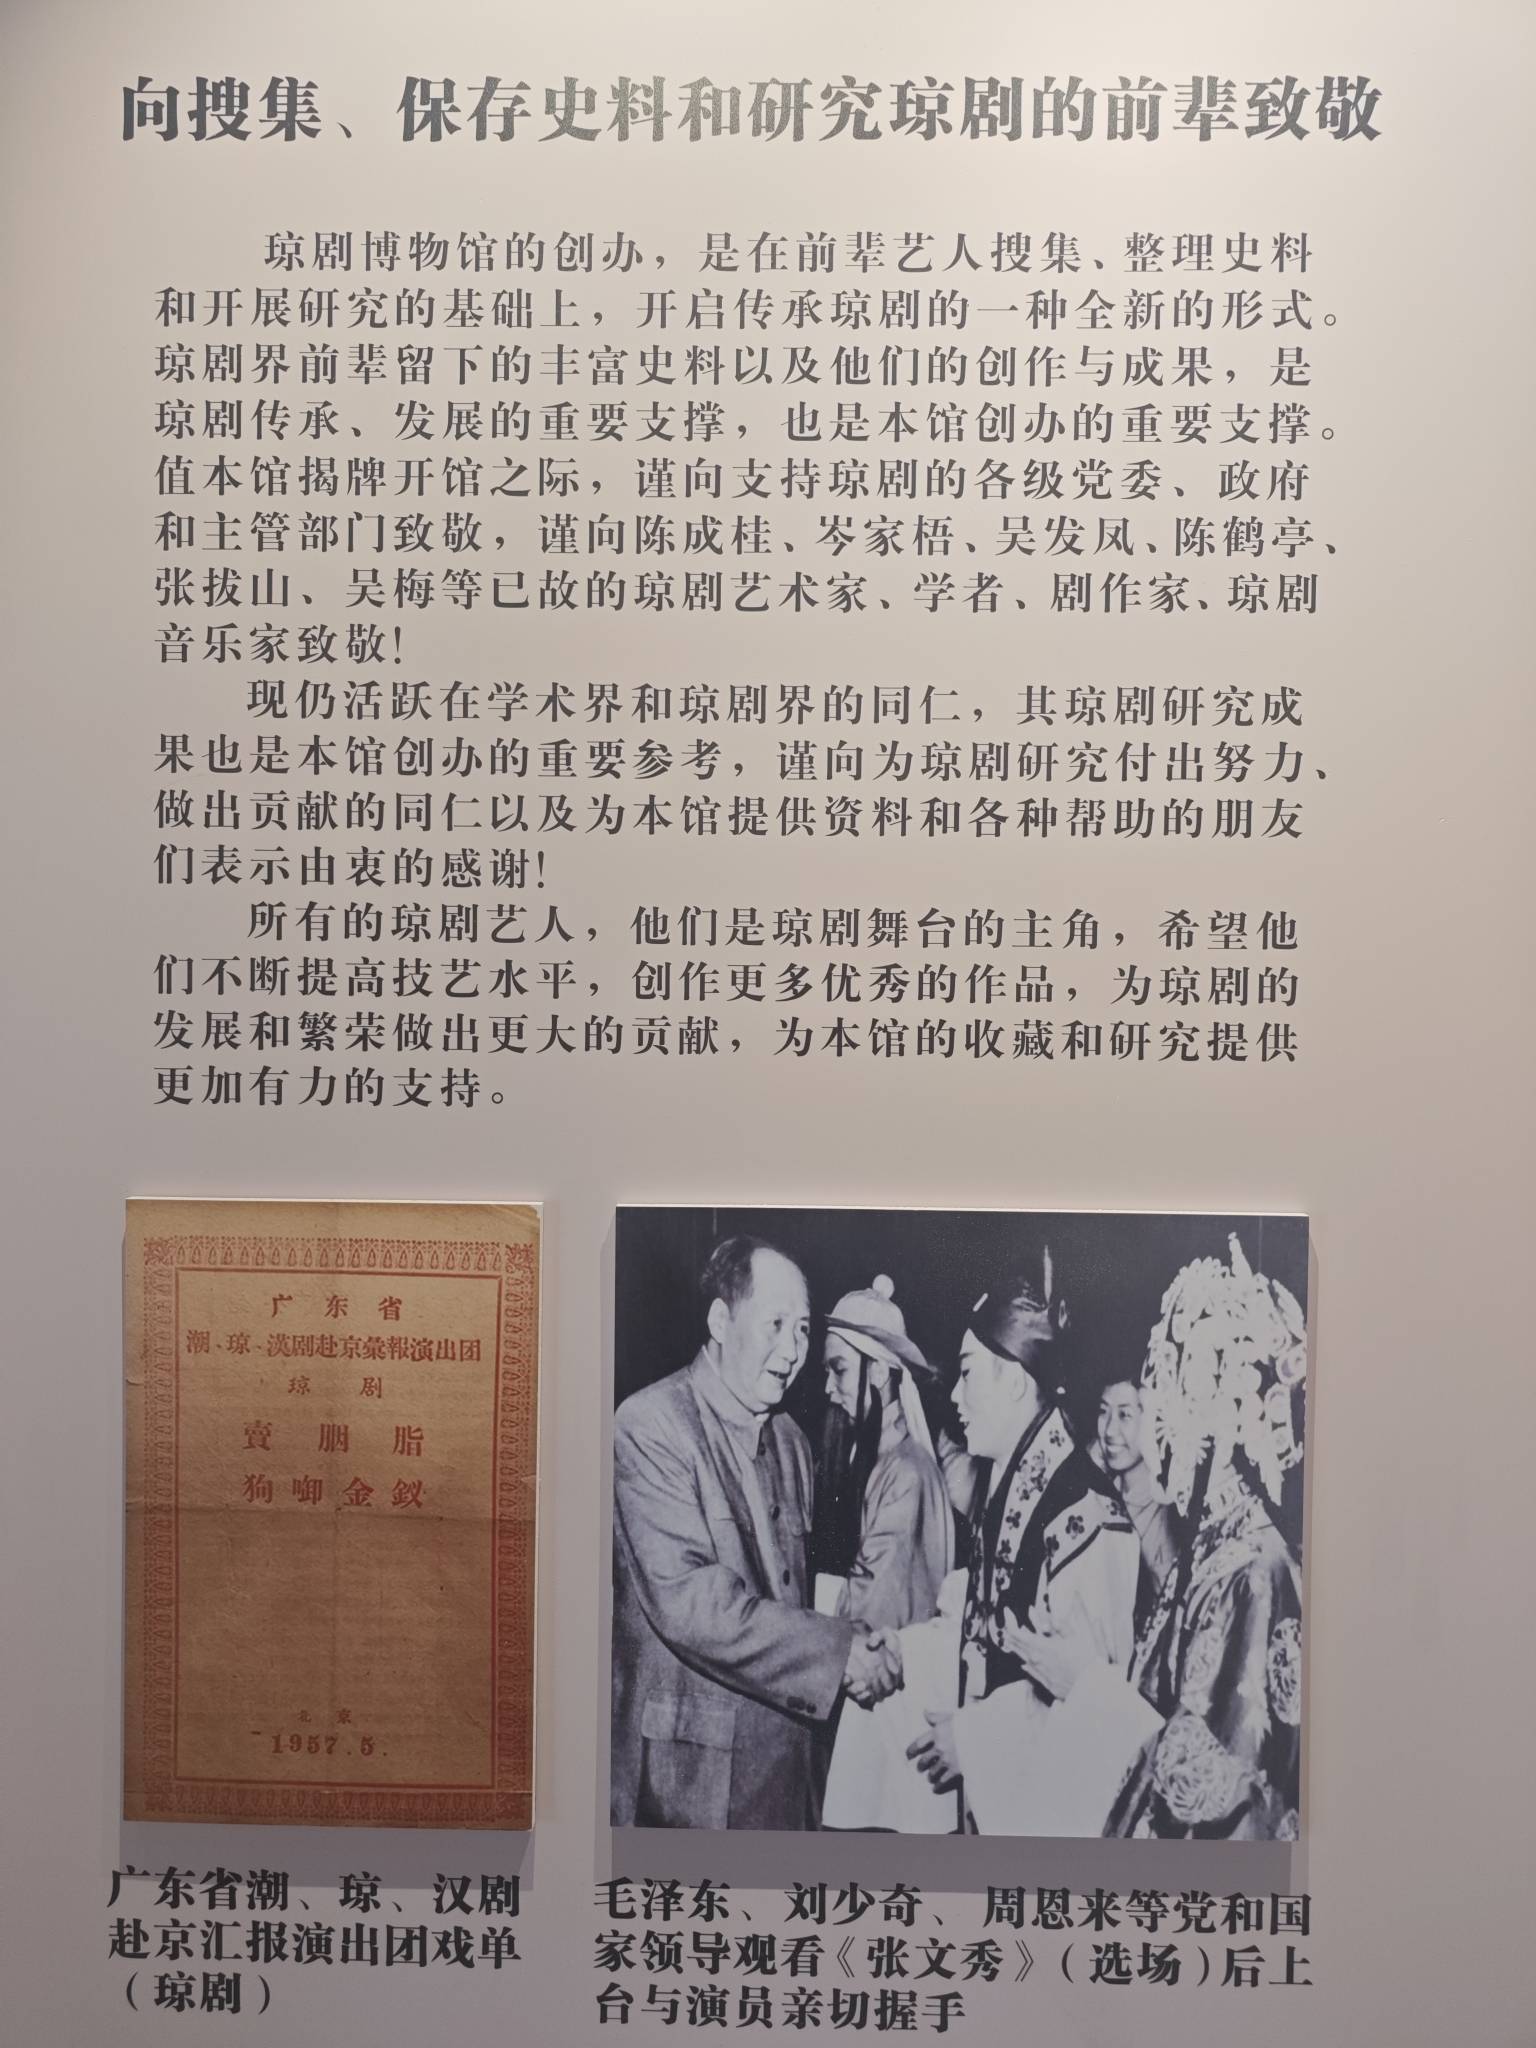 向搜集、保存史料和研究琼剧的前辈致敬
琼剧博物馆的创办，是在前辈艺人搜集、整理史料
和开展研究的基础上，开启传承琼剧的一种全新的形式。
琼剧界前辈留下的丰富史料以及他们的创作与成果，是
琼剧传承、发展的重要支撑，也是本馆创办的重要支撑。
值本馆揭牌开馆之际，谨向支持琼剧的各级党委、政府
和主管部门致敬，谨向陈成桂、岑家梧、吴发凤、陈鹤亭、
张拔山、吴梅等已故的琼剧艺术家、学者、剧作家、琼剧
音乐家致敬！
现仍活跃在学术界和琼剧界的同仁，其琼剧研究成
果也是本馆创办的重要参考，谨向为琼剧研究付出努力、
做出贡献的同仁以及为本馆提供资料和各种帮助的朋友
们表示由衷的感谢！
所有的琼剧艺人，他们是琼剧舞台的主角，希望他
们不断提高技艺水平，创作更多优秀的作品，为琼剧的
发展和繁荣做出更大的贡献，为本馆的收藏和研究提供
更加有力的支持。
广东省
潮、琼、漢剧赴京彙報演出团
琼剧
賣胭脂
狗啣金釵
北京
1957.5.
广东省潮、琼、汉剧
赴京汇报演出团戏单
（琼剧）
毛泽东、刘少奇、周恩来等党和国
家领导观看《张文秀》（选场）后上
台与演员亲切握手